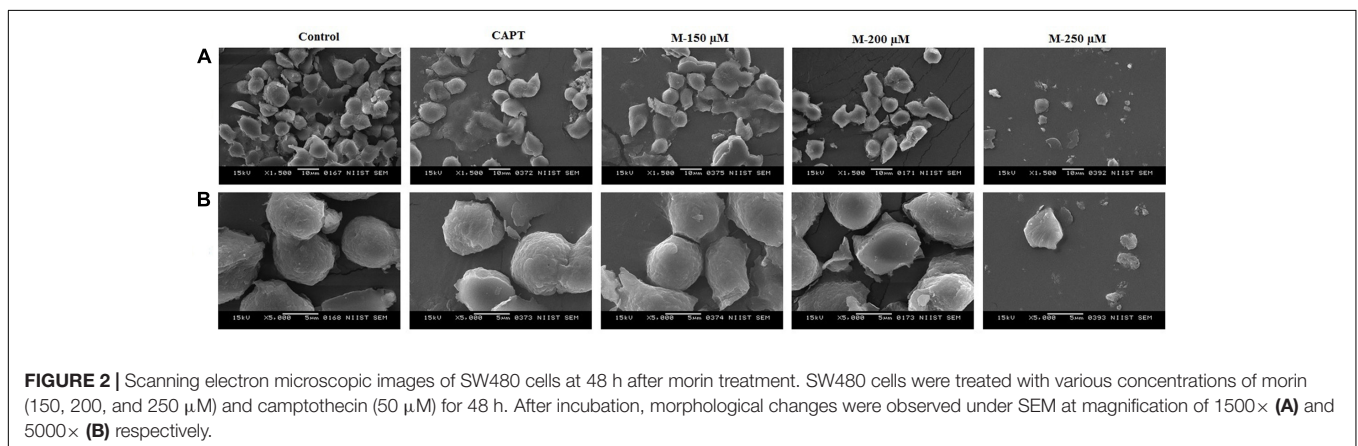 Control CAPT M-150 μM M-200 μM M-250 μM
A
15kV X1,500 10μm 0167 NIIST SEM
15kV X1,500 10μm 0372 NIIST SEM
15kV X1,500 10μm 0375 NIIST SEM
15kV X1,500 10μm 0171 NIIST SEM
15kV X1,500 10μm 0392 NIIST SEM
B
15kV X5,000 5μm 0168 NIIST SEM
15kV X5,000 5μm 0373 NIIST SEM
15kV X5,000 5μm 0374 NIIST SEM
15kV X5,000 5μm 0173 NIIST SEM
15kV X5,000 5μm 0393 NIIST SEM
FIGURE 2 | Scanning electron microscopic images of SW480 cells at 48 h after morin treatment. SW480 cells were treated with various concentrations of morin
(150, 200, and 250 μM) and camptothecin (50 μM) for 48 h. After incubation, morphological changes were observed under SEM at magnification of 1500× (A) and
5000× (B) respectively.